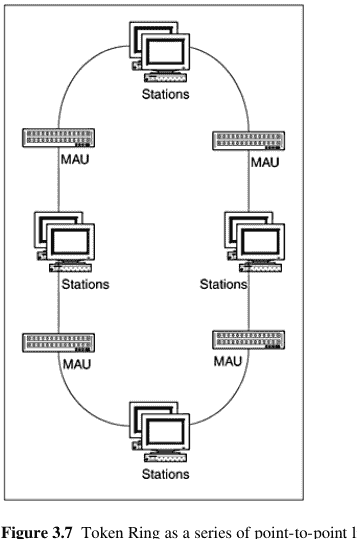 Stations
MAU
MAU
Stations
Stations
MAU
MAU
Stations
Figure 3.7 Token Ring as a series of point-to-point